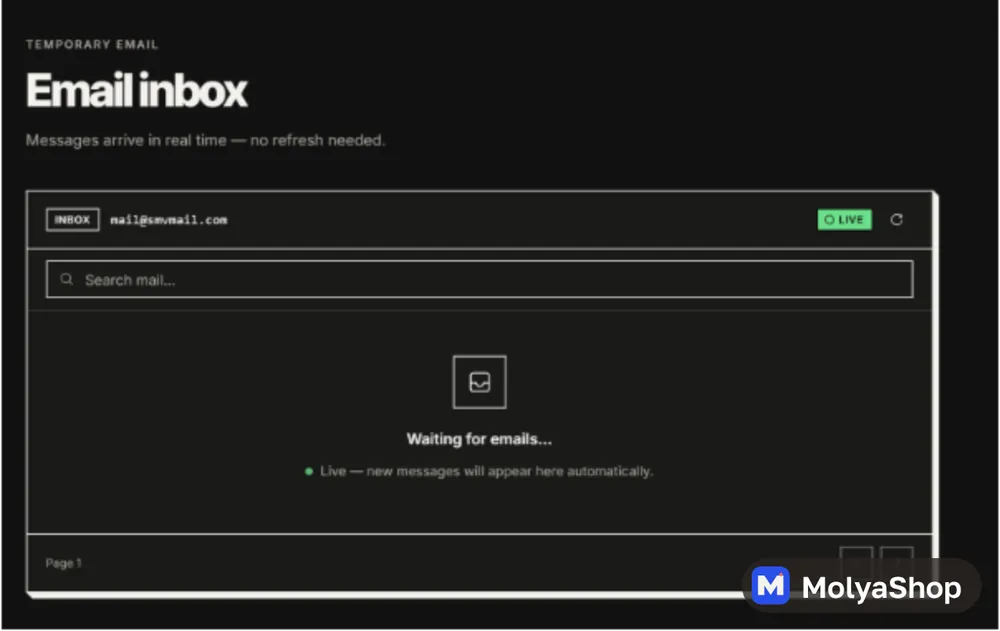 TEMPORARY EMAIL
Email inbox
Messages arrive in real time — no refresh needed.
INBOX mail@smvmail.com LIVE
Search mail...
Waiting for emails...
Live — new messages will appear here automatically.
Page 1
M MolyaShop